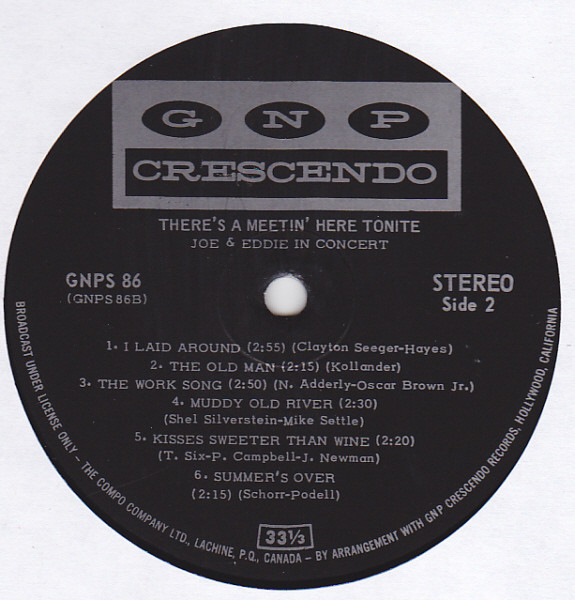 GNP
CRESCENDO
THERE'S A MEETIN' HERE TONITE
JOE & EDDIE IN CONCERT
GNPS 86
(GNPS 86B)
STEREO
Side 2
1. I LAID AROUND (2:55) (Clayton Seeger-Hayes)
2. THE OLD MAN (2:15) (Kollander)
3. THE WORK SONG (2:50) (N. Adderly-Oscar Brown Jr.)
4. MUDDY OLD RIVER (2:30)
(Shel Silverstein-Mike Settle)
5. KISSES SWEETER THAN WINE (2:20)
(T. Six-P. Campbell-J. Newman)
6. SUMMER'S OVER
(2:15) (Schorr-Podell)
33⅓
BROADCAST UNDER LICENSE ONLY - THE COMPO COMPANY LTD., LACHINE, P.Q., CANADA - BY ARRANGEMENT WITH GNP CRESCENDO RECORDS, HOLLYWOOD, CALIFORNIA